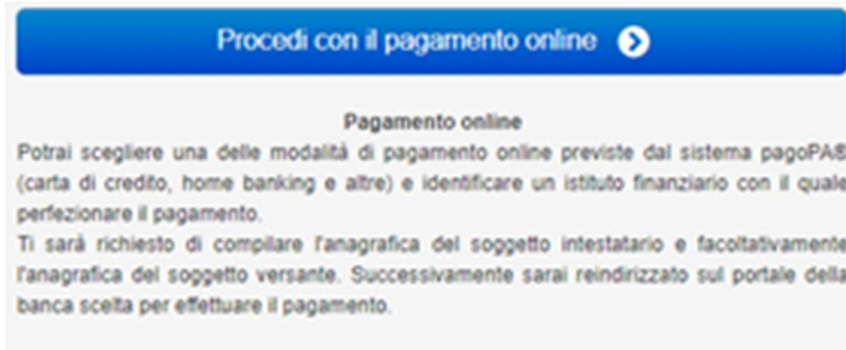 Procedi con il pagamento online
Pagamento online
Potrai scegliere una delle modalità di pagamento online previste dal sistema pagoPA®
(carta di credito, home banking e altre) e identificare un istituto finanziario con il quale
perfezionare il pagamento.
Ti sarà richiesto di compilare l'anagrafica del soggetto intestatario e facoltativamente
l'anagrafica del soggetto versante. Successivamente sarai reindirizzato sul portale della
banca scelta per effettuare il pagamento.